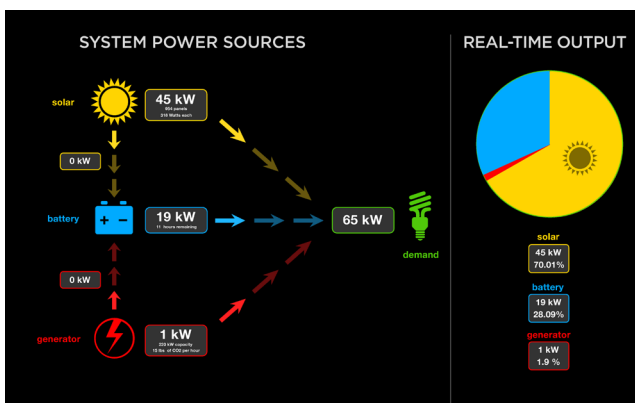 SYSTEM POWER SOURCES
solar
45 kW
854 panels
318 Watts each
0 kW
battery
+ −
19 kW
11 hours remaining
65 kW
demand
0 kW
generator
1 kW
220 kW capacity
15 lbs of CO2 per hour
REAL-TIME OUTPUT
solar
45 kW
70.01%
battery
19 kW
28.09%
generator
1 kW
1.9 %